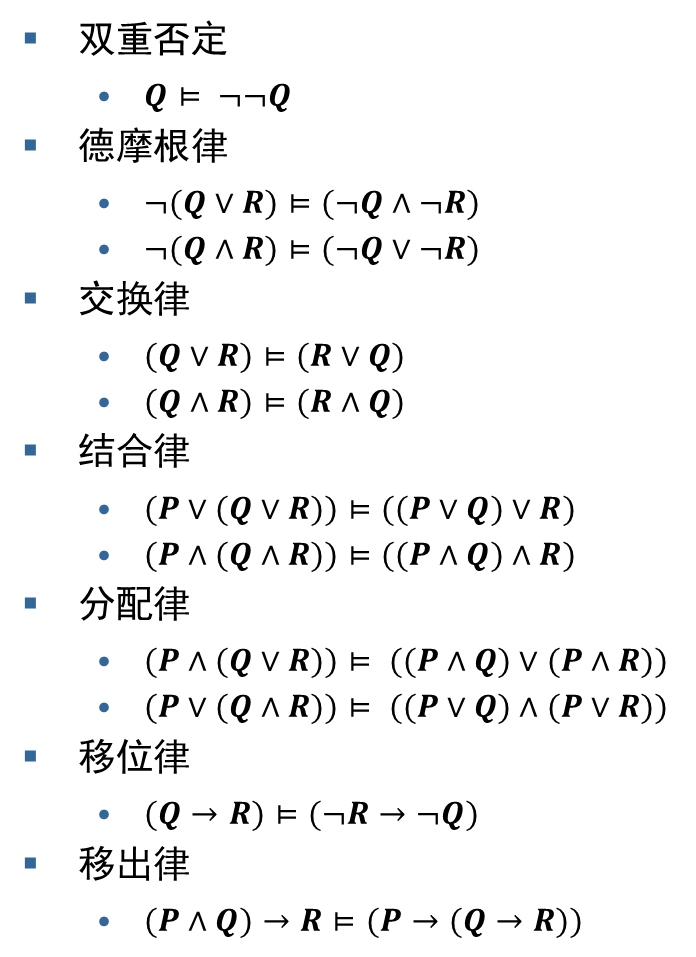 双重否定
Q ⊨ ¬¬Q
德摩根律
¬(Q ∨ R) ⊨ (¬Q ∧ ¬R)
¬(Q ∧ R) ⊨ (¬Q ∨ ¬R)
交换律
(Q ∨ R) ⊨ (R ∨ Q)
(Q ∧ R) ⊨ (R ∧ Q)
结合律
(P ∨ (Q ∨ R)) ⊨ ((P ∨ Q) ∨ R)
(P ∧ (Q ∧ R)) ⊨ ((P ∧ Q) ∧ R)
分配律
(P ∧ (Q ∨ R)) ⊨ ((P ∧ Q) ∨ (P ∧ R))
(P ∨ (Q ∧ R)) ⊨ ((P ∨ Q) ∧ (P ∨ R))
移位律
(Q → R) ⊨ (¬R → ¬Q)
移出律
(P ∧ Q) → R ⊨ (P → (Q → R))